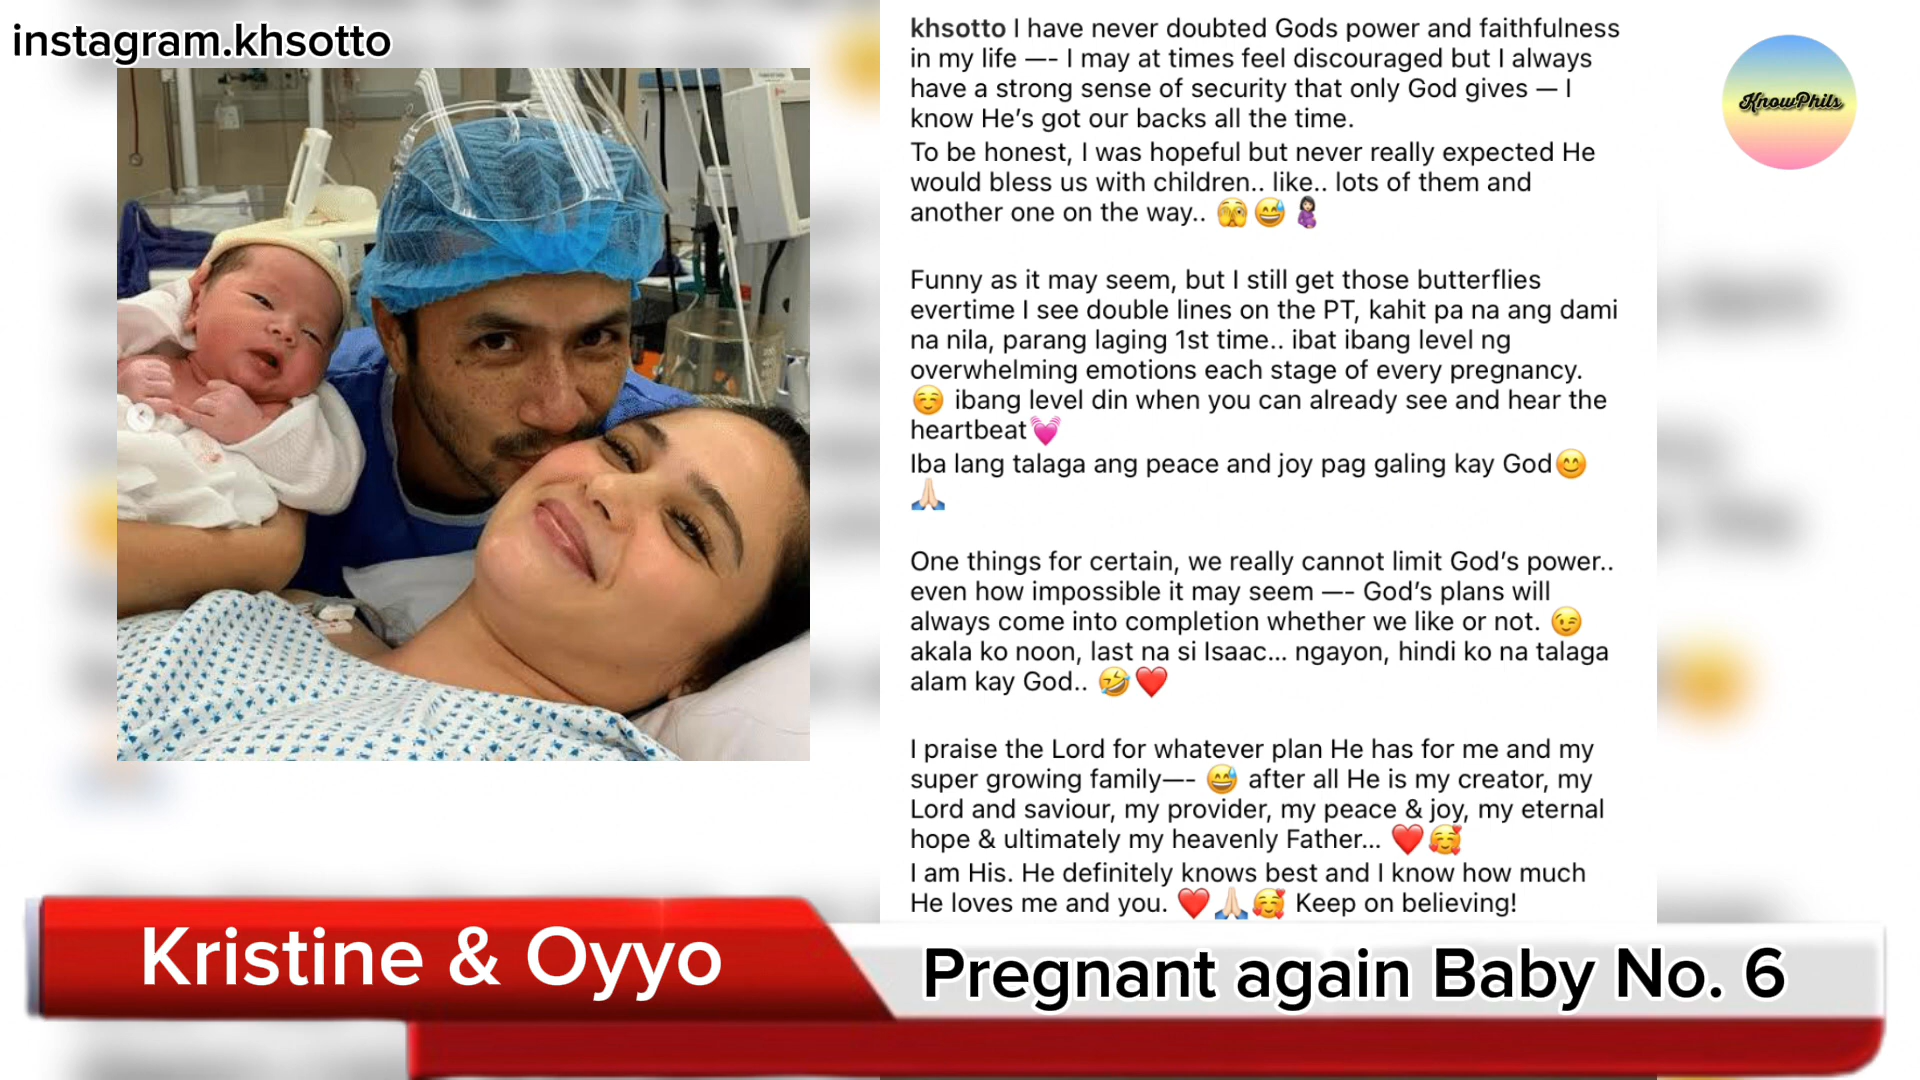 instagram.khsotto
khsotto I have never doubted Gods power and faithfulness
in my life —- I may at times feel discouraged but I always
have a strong sense of security that only God gives — I
know He’s got our backs all the time.
To be honest, I was hopeful but never really expected He
would bless us with children.. like.. lots of them and
another one on the way.. 🫣😅🤰🏻
Funny as it may seem, but I still get those butterflies
evertime I see double lines on the PT, kahit pa na ang dami
na nila, parang laging 1st time.. ibat ibang level ng
overwhelming emotions each stage of every pregnancy.
☺️ ibang level din when you can already see and hear the
heartbeat💓
Iba lang talaga ang peace and joy pag galing kay God😊
🙏🏻
One things for certain, we really cannot limit God’s power..
even how impossible it may seem —- God’s plans will
always come into completion whether we like or not. 😉
akala ko noon, last na si Isaac... ngayon, hindi ko na talaga
alam kay God.. 🤣❤️
I praise the Lord for whatever plan He has for me and my
super growing family—- 😅 after all He is my creator, my
Lord and saviour, my provider, my peace & joy, my eternal
hope & ultimately my heavenly Father... ❤️🥰
I am His. He definitely knows best and I know how much
He loves me and you. ❤️🙏🏻🥰 Keep on believing!
KnowPhils
Kristine & Oyyo
Pregnant again Baby No. 6